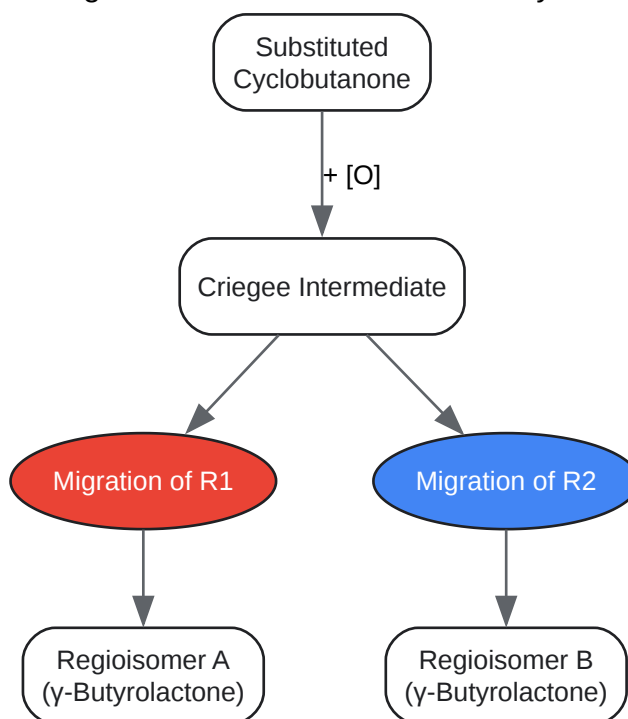 Substituted
Cyclobutanone
+ [O]
Criegee Intermediate
Migration of R1
Migration of R2
Regioisomer A
(γ-Butyrolactone)
Regioisomer B
(γ-Butyrolactone)